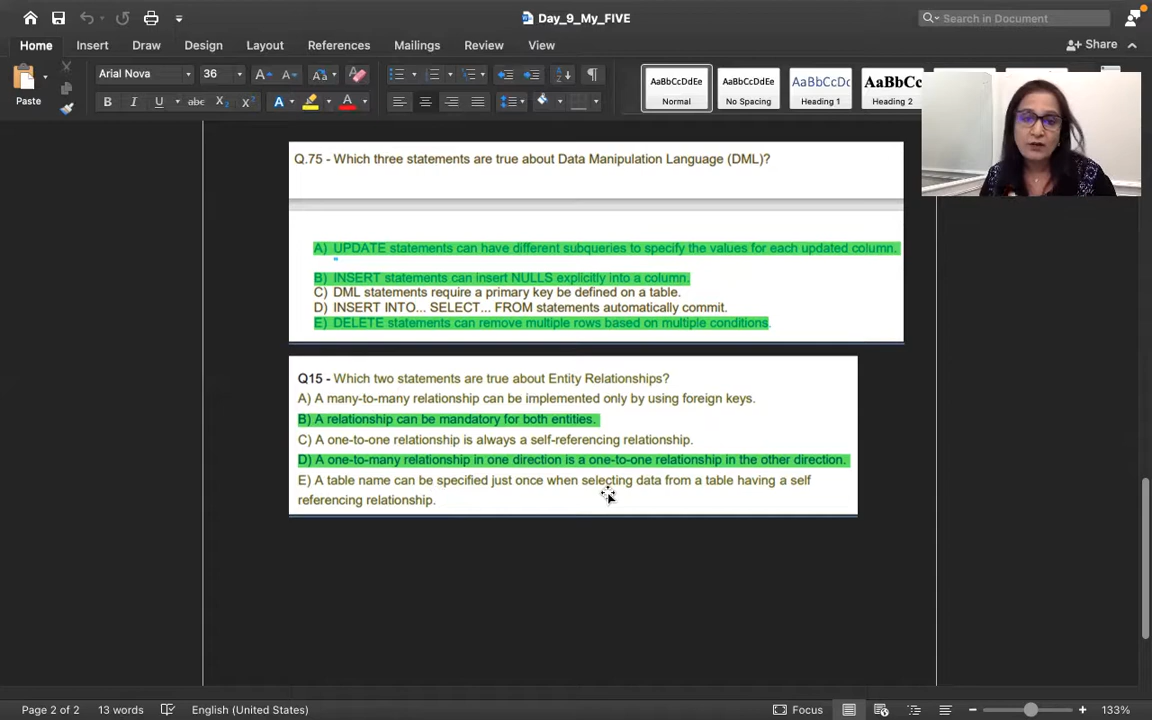 Day_9_My_FIVE
Search in Document
Home Insert Draw Design Layout References Mailings Review View
Share
Paste
Arial Nova 36
AaBbCcDdEe AaBbCcDdEe AaBbCcDc AaBbCc
Normal No Spacing Heading 1 Heading 2
Q.75 - Which three statements are true about Data Manipulation Language (DML)?
A) UPDATE statements can have different subqueries to specify the values for each updated column.
"
B) INSERT statements can insert NULLS explicitly into a column.
C) DML statements require a primary key be defined on a table.
D) INSERT INTO... SELECT... FROM statements automatically commit.
E) DELETE statements can remove multiple rows based on multiple conditions.
Q15 - Which two statements are true about Entity Relationships?
A) A many-to-many relationship can be implemented only by using foreign keys.
B) A relationship can be mandatory for both entities.
C) A one-to-one relationship is always a self-referencing relationship.
D) A one-to-many relationship in one direction is a one-to-one relationship in the other direction.
E) A table name can be specified just once when selecting data from a table having a self
referencing relationship.
Page 2 of 2 13 words English (United States) Focus 133%